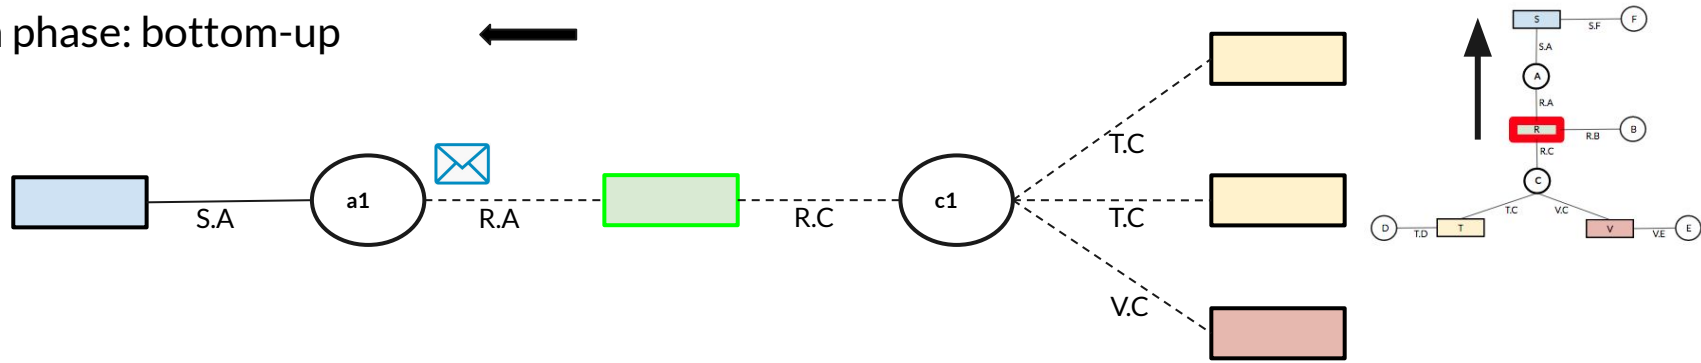 phase: bottom-up
S.A
a1
R.A
R.C
c1
T.C
T.C
V.C
S
S.F
F
S.A
A
R.A
R
R.B
B
R.C
C
T.C
V.C
D
T.D
T
V
V.E
E